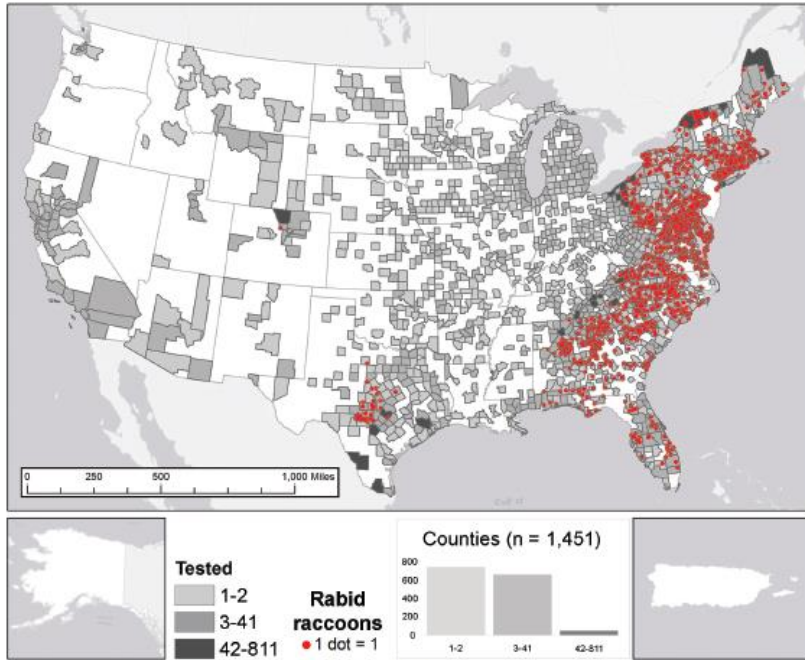 0 250 500 1,000 Miles
Tested
1-2
3-41
42-811
Rabid
raccoons
1 dot = 1
Counties (n = 1,451)
800
600
400
200
0
1-2 3-41 42-811